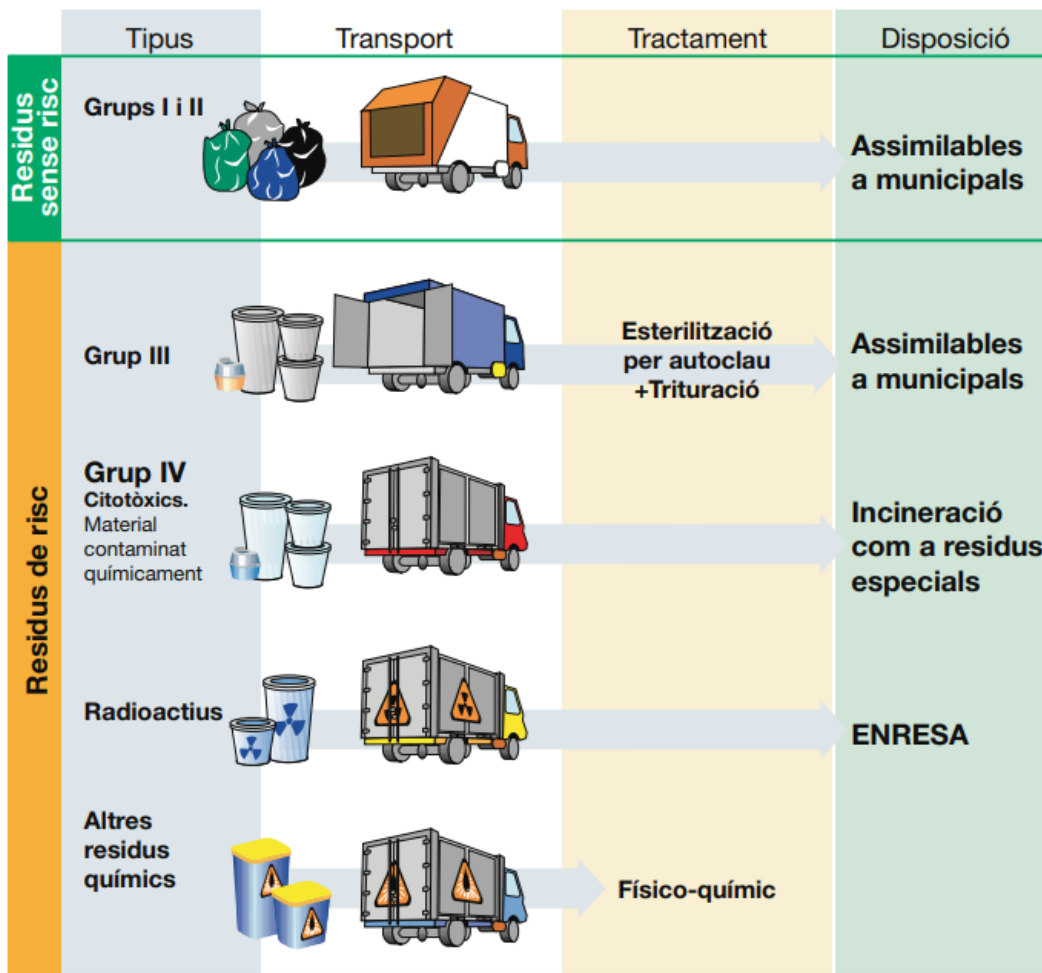 Tipus
Transport
Tractament
Disposició
Residus
sense risc
Grups I i II
Assimilables
a municipals
Residus de risc
Grup III
Esterilització
per autoclau
+Trituració
Assimilables
a municipals
Grup IV
Citotòxics.
Material
contaminat
químicament
Incineració
com a residus
especials
Radioactius
ENRESA
Altres
residus
químics
Físico-químic